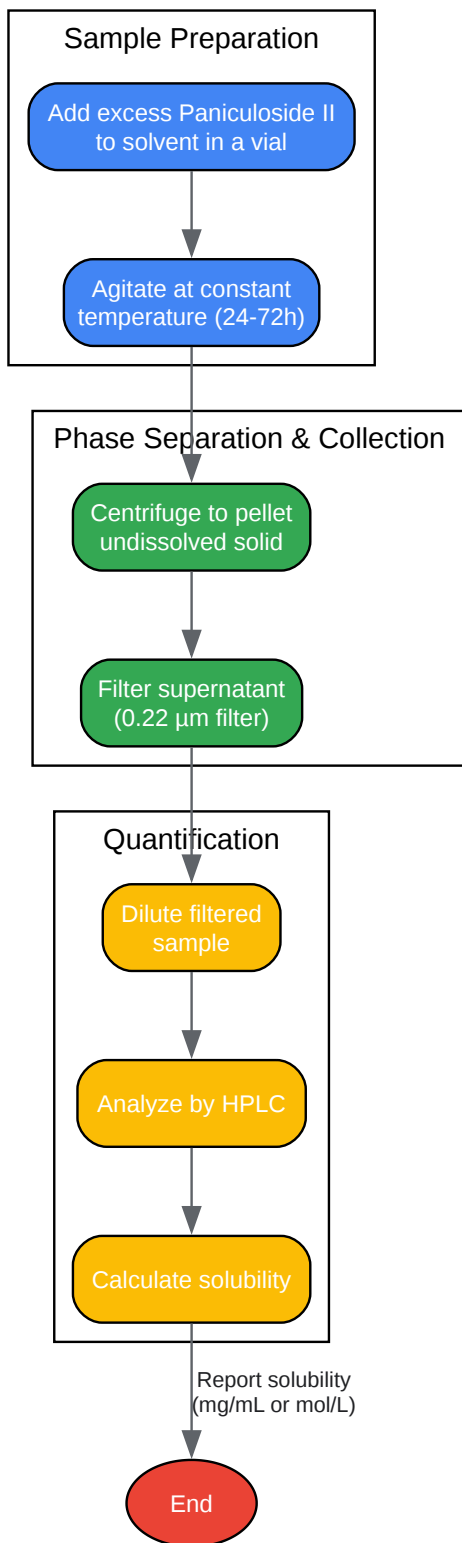 Sample Preparation
Add excess Paniculoside II
to solvent in a vial
Agitate at constant
temperature (24-72h)
Phase Separation & Collection
Centrifuge to pellet
undissolved solid
Filter supernatant
(0.22 µm filter)
Quantification
Dilute filtered
sample
Analyze by HPLC
Calculate solubility
Report solubility
(mg/mL or mol/L)
End